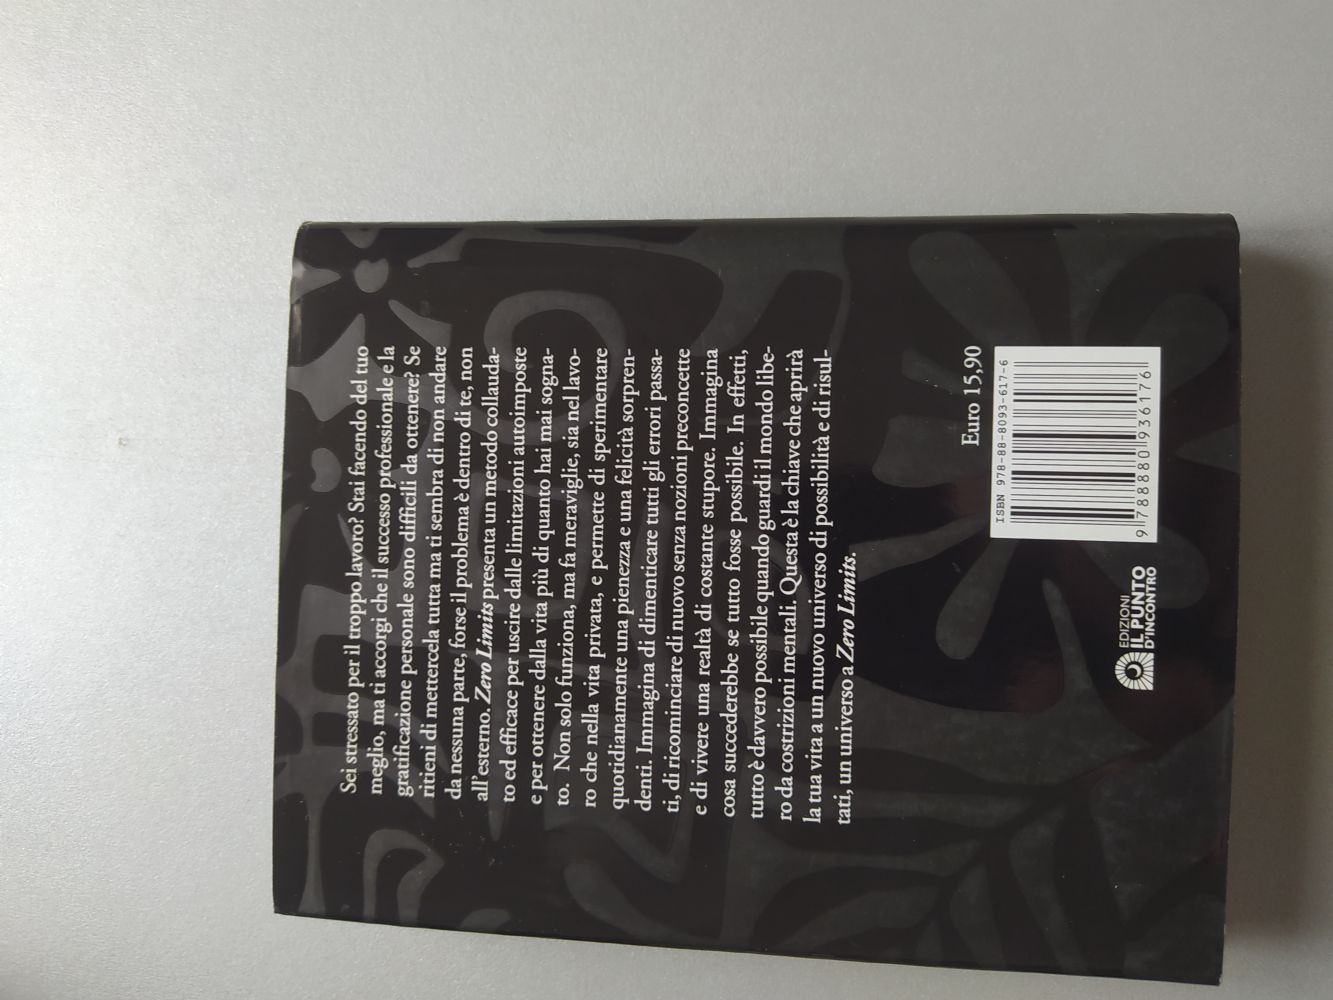 Sei stressato per il troppo lavoro? Stai facendo del tuo
meglio, ma ti accorgi che il successo professionale e la
gratificazione personale sono difficili da ottenere? Se
ritieni di mettercela tutta ma ti sembra di non andare
da nessuna parte, forse il problema è dentro di te, non
all'esterno. Zero Limits presenta un metodo collauda-
to ed efficace per uscire dalle limitazioni autoimposte
e per ottenere dalla vita più di quanto hai mai sogna-
to. Non solo funziona, ma fa meraviglie, sia nel lavo-
ro che nella vita privata, e permette di sperimentare
quotidianamente una pienezza e una felicità sorpren-
denti. Immagina di dimenticare tutti gli errori passa-
ti, di ricominciare di nuovo senza nozioni preconcette
e di vivere una realtà di costante stupore. Immagina
cosa succederebbe se tutto fosse possibile. In effetti,
tutto è davvero possibile quando guardi il mondo libe-
ro da costrizioni mentali. Questa è la chiave che aprirà
la tua vita a un nuovo universo di possibilità e di risul-
tati, un universo a Zero Limits.
Euro 15,90
ISBN 978-88-8093-617-6
9 788880 936176
EDIZIONI
IL PUNTO
D'INCONTRO